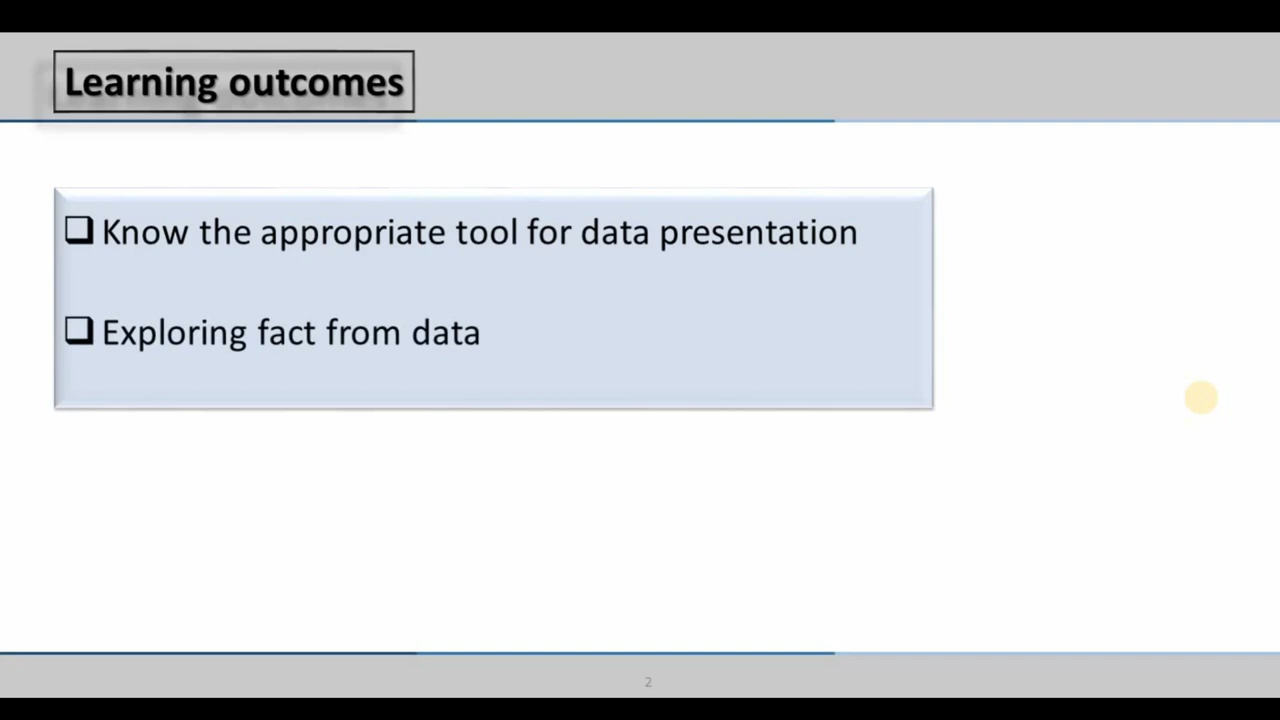 Learning outcomes
❑ Know the appropriate tool for data presentation
❑ Exploring fact from data
2